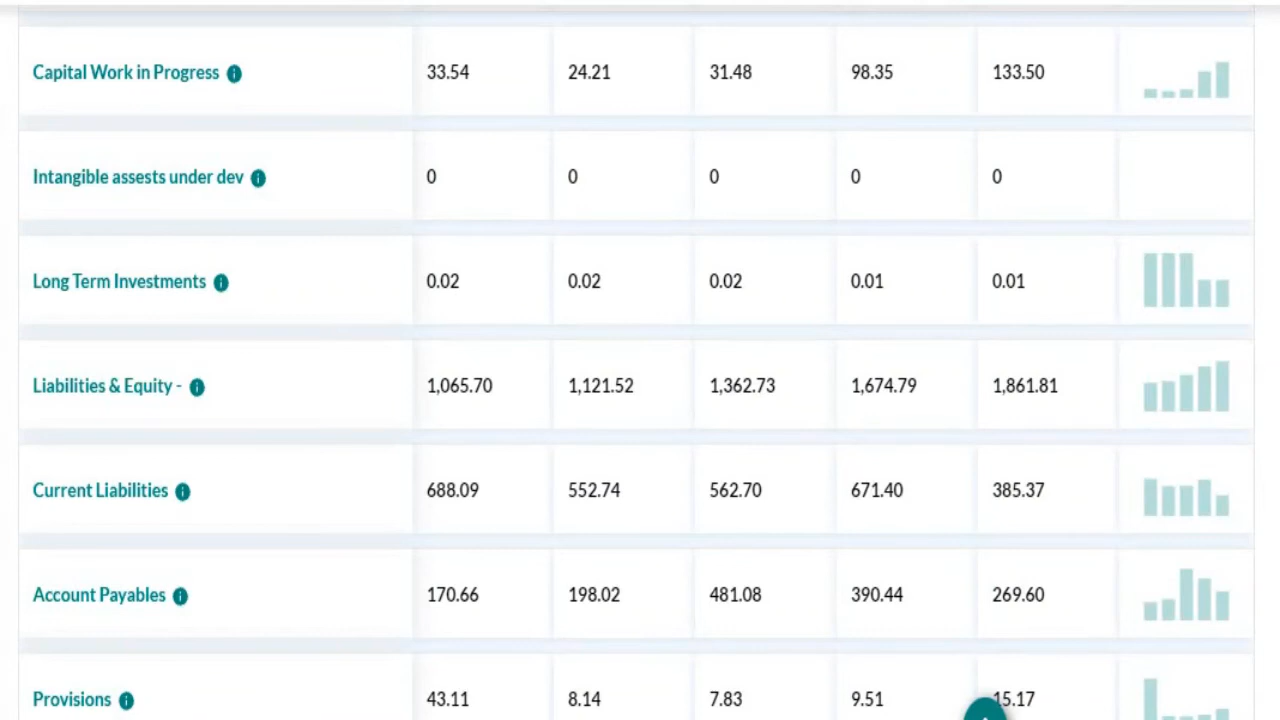 Capital Work in Progress 33.54 24.21 31.48 98.35 133.50
Intangible assests under dev 0 0 0 0 0
Long Term Investments 0.02 0.02 0.02 0.01 0.01
Liabilities & Equity - 1,065.70 1,121.52 1,362.73 1,674.79 1,861.81
Current Liabilities 688.09 552.74 562.70 671.40 385.37
Account Payables 170.66 198.02 481.08 390.44 269.60
Provisions 43.11 8.14 7.83 9.51 15.17